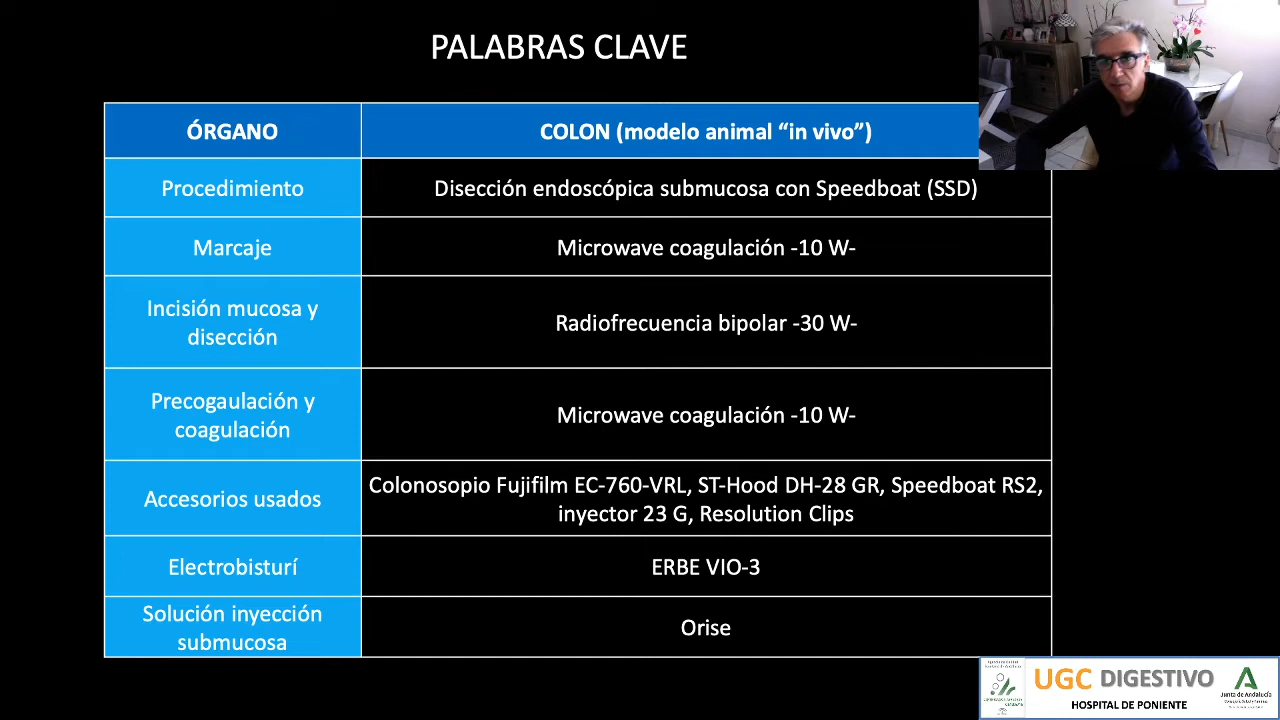 PALABRAS CLAVE
ÓRGANO
COLON (modelo animal “in vivo”)
Procedimiento
Disección endoscópica submucosa con Speedboat (SSD)
Marcaje
Microwave coagulación -10 W-
Incisión mucosa y
disección
Radiofrecuencia bipolar -30 W-
Precogaulación y
coagulación
Microwave coagulación -10 W-
Accesorios usados
Colonosopio Fujifilm EC-760-VRL, ST-Hood DH-28 GR, Speedboat RS2,
inyector 23 G, Resolution Clips
Electrobisturí
ERBE VIO-3
Solución inyección
submucosa
Orise
UGC DIGESTIVO
HOSPITAL DE PONIENTE
Junta de Andalucía